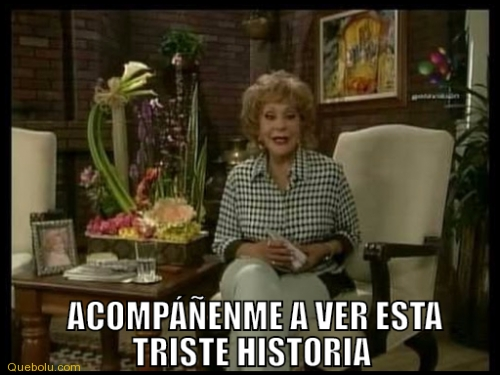 ACOMPÁÑENME A VER ESTA
TRISTE HISTORIA
Quebolu.com